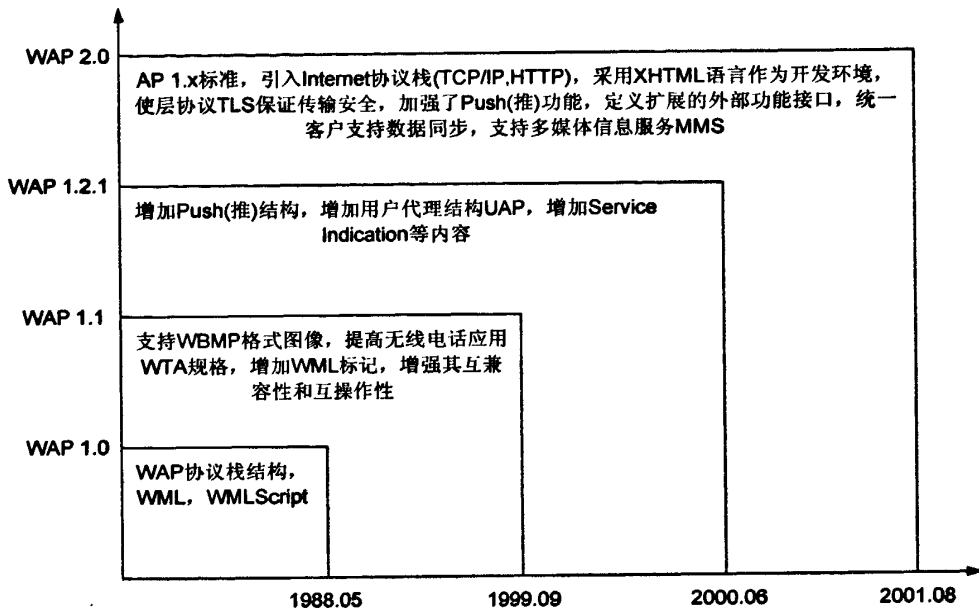 WAP 2.0
AP 1.x标准，引入Internet协议栈(TCP/IP,HTTP)，采用XHTML语言作为开发环境，
使层协议TLS保证传输安全，加强了Push(推)功能，定义扩展的外部功能接口，统一
客户支持数据同步，支持多媒体信息服务MMS
WAP 1.2.1
增加Push(推)结构，增加用户代理结构UAP，增加Service
Indication等内容
WAP 1.1
支持WBMP格式图像，提高无线电话应用
WTA规格，增加WML标记，增强其互兼
容性和互操作性
WAP 1.0
WAP协议栈结构，
WML，WMLScript
1988.05
1999.09
2000.06
2001.08